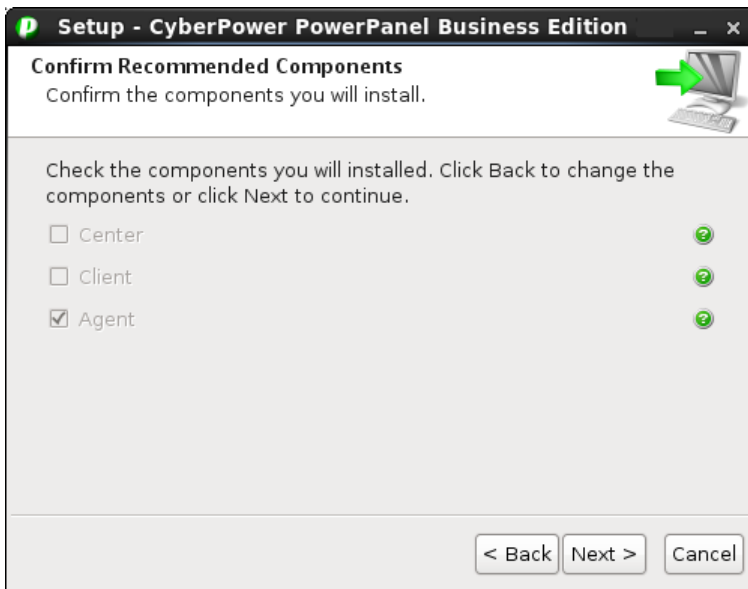 Setup - CyberPower PowerPanel Business Edition
Confirm Recommended Components
Confirm the components you will install.
Check the components you will installed. Click Back to change the
components or click Next to continue.
Center
Client
Agent
< Back Next > Cancel